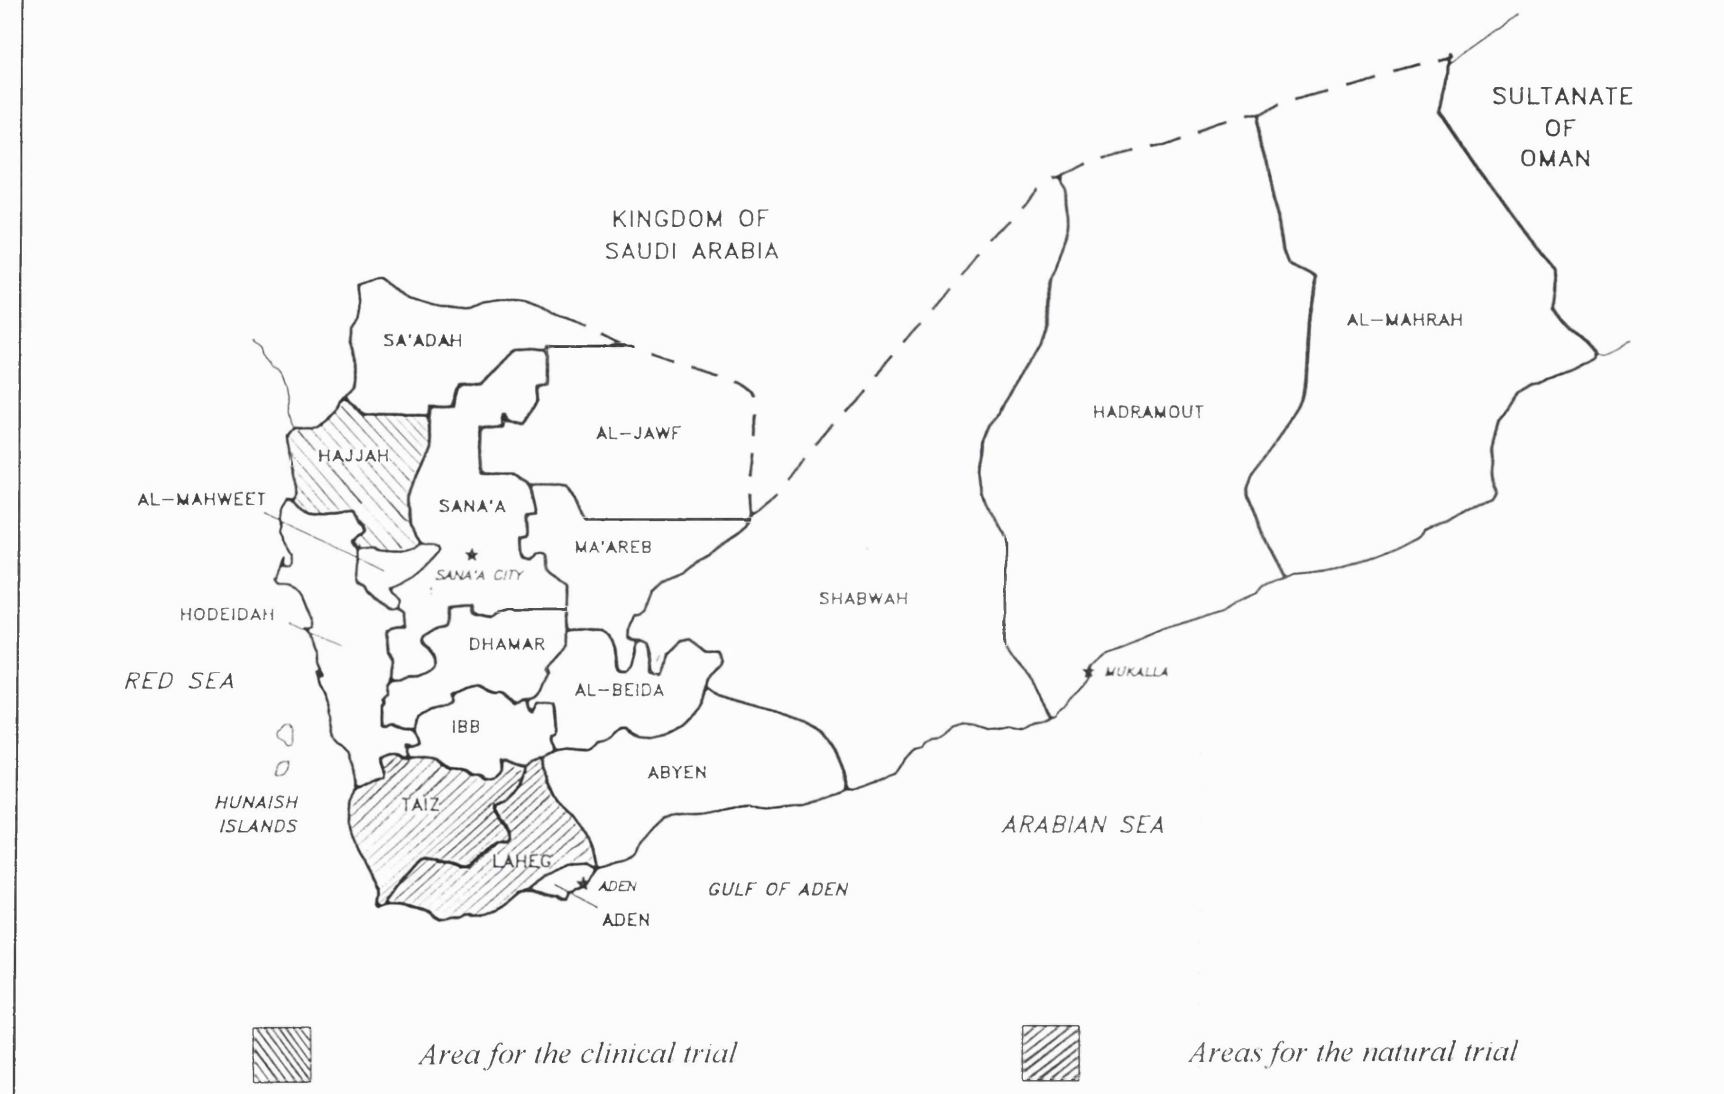 SULTANATE
OF
OMAN
KINGDOM OF
SAUDI ARABIA
SA'ADAH
AL-MAHRAH
HADRAMOUT
AL-JAWF
HAJJAH
AL-MAHWEET
SANA'A
MA'AREB
SANA'A CITY
SHABWAH
HODEIDAH
DHAMAR
MUKALLA
RED SEA
AL-BEIDA
IBB
ABYEN
HUNAISH
ISLANDS
TAIZ
ARABIAN SEA
LAHEG
ADEN
GULF OF ADEN
ADEN
Area for the clinical trial
Areas for the natural trial